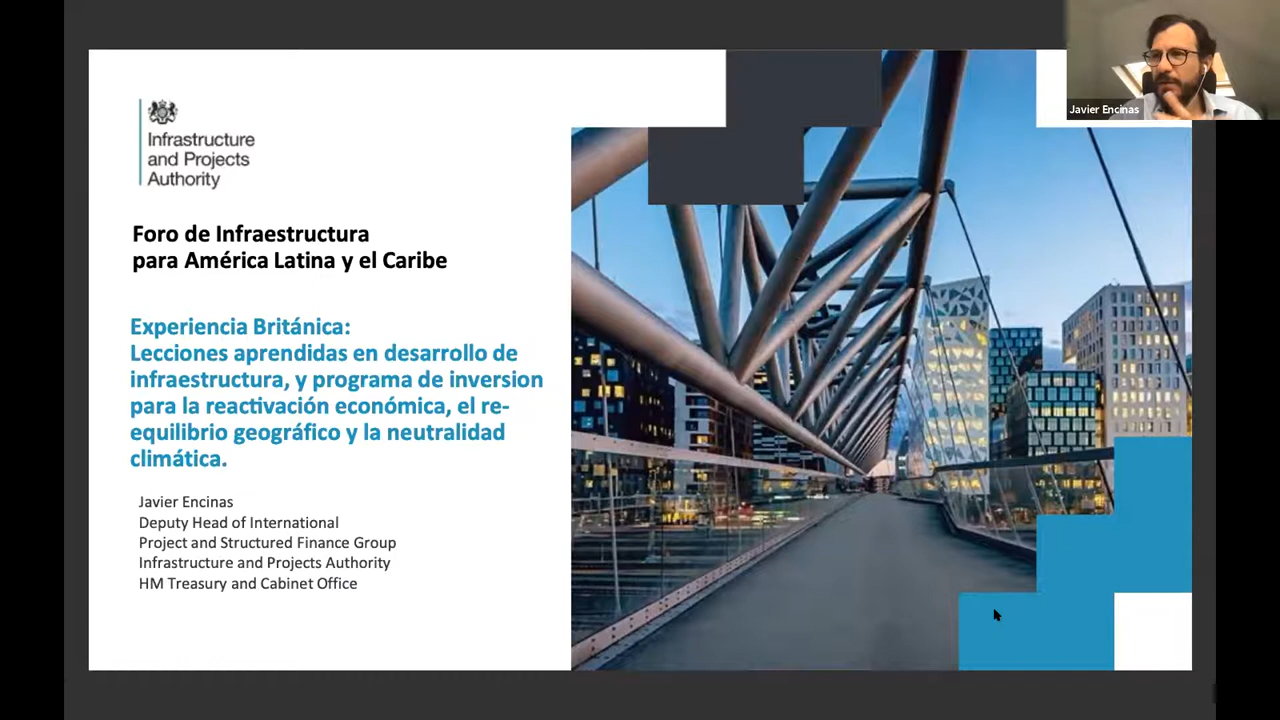 Javier Encinas
Infrastructure
and Projects
Authority
Foro de Infraestructura
para América Latina y el Caribe
Experiencia Británica:
Lecciones aprendidas en desarrollo de
infraestructura, y programa de inversion
para la reactivación económica, el re-
equilibrio geográfico y la neutralidad
climática.
Javier Encinas
Deputy Head of International
Project and Structured Finance Group
Infrastructure and Projects Authority
HM Treasury and Cabinet Office